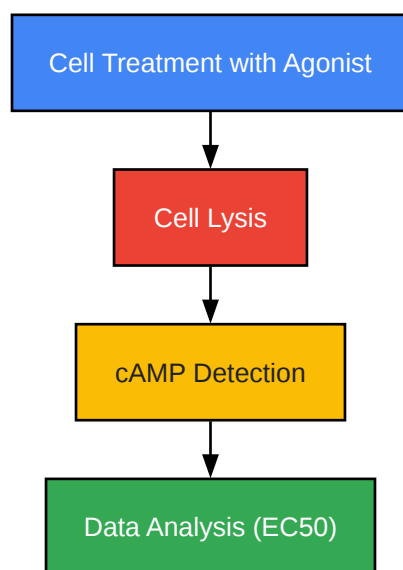 Cell Treatment with Agonist
Cell Lysis
cAMP Detection
Data Analysis (EC50)